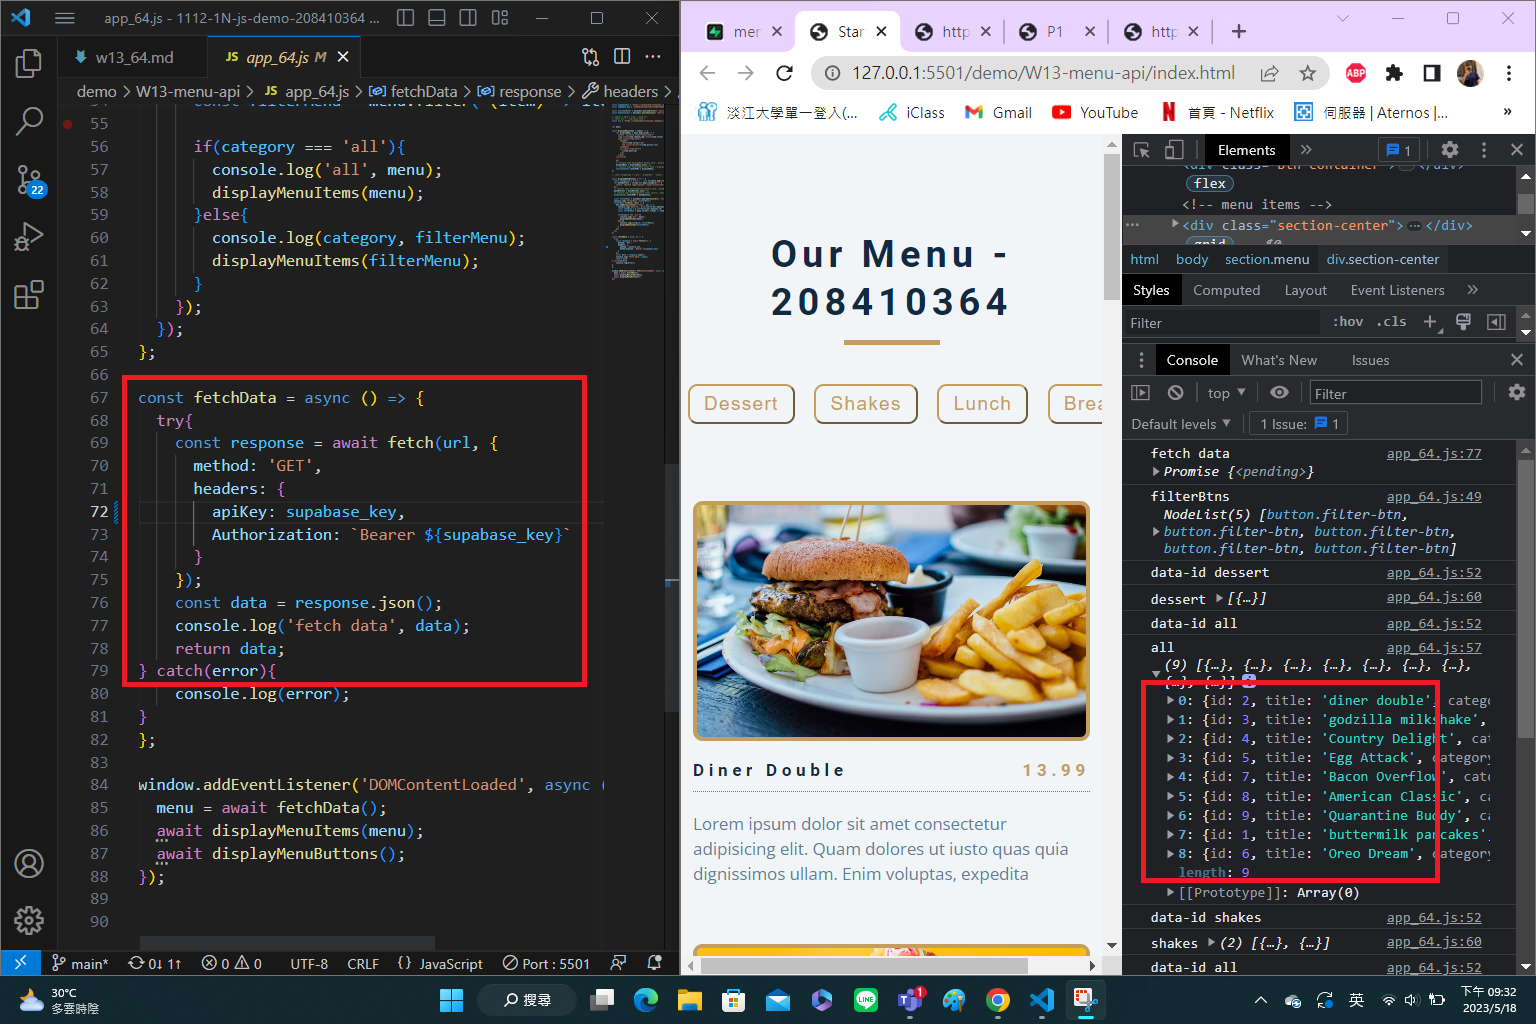 app_64.js - 1112-1N-js-demo-208410364 ...
w13_64.md
JS app_64.js M
demo > W13-menu-api > JS app_64.js > fetchData > response > headers >
55
56 if(category === 'all'){
57 console.log('all', menu);
58 displayMenuItems(menu);
59 }else{
60 console.log(category, filterMenu);
61 displayMenuItems(filterMenu);
62 }
63 });
64 });
65 };
66
67 const fetchData = async () => {
68 try{
69 const response = await fetch(url, {
70 method: 'GET',
71 headers: {
72 apiKey: supabase_key,
73 Authorization: `Bearer ${supabase_key}`
74 }
75 });
76 const data = response.json();
77 console.log('fetch data', data);
78 return data;
79 } catch(error){
80 console.log(error);
81 }
82 };
83
84 window.addEventListener('DOMContentLoaded', async (
85 menu = await fetchData();
86 await displayMenuItems(menu);
87 await displayMenuButtons();
88 });
89
90
22
main* 0↓ 1↑ 0 0 UTF-8 CRLF {} JavaScript Port : 5501
mer
Star
http
P1
http
127.0.0.1:5501/demo/W13-menu-api/index.html
ABP
淡江大學單一登入(...
iClass
Gmail
YouTube
首頁 - Netflix
伺服器 | Aternos |...
»
Our Menu -
208410364
Dessert
Shakes
Lunch
Brea
Diner Double 13.99
Lorem ipsum dolor sit amet consectetur
adipisicing elit. Quam dolores ut iusto quas quia
dignissimos ullam. Enim voluptas, expedita
Elements » 1
flex
<!-- menu items -->
<div class="section-center"> ... </div>
html body section.menu div.section-center
Styles Computed Layout Event Listeners »
Filter :hov .cls +
Console What's New Issues
top Filter
Default levels 1 Issue: 1
fetch data app_64.js:77
Promise {<pending>}
filterBtns app_64.js:49
NodeList(5) [button.filter-btn,
button.filter-btn, button.filter-btn,
button.filter-btn, button.filter-btn]
data-id dessert app_64.js:52
dessert [{…}] app_64.js:60
data-id all app_64.js:52
all app_64.js:57
(9) [{…}, {…}, {…}, {…}, {…}, {…}, {…},
{…}, {…}]
0: {id: 2, title: 'diner double', catego
1: {id: 3, title: 'godzilla milkshake',
2: {id: 4, title: 'Country Delight', cat
3: {id: 5, title: 'Egg Attack', category
4: {id: 7, title: 'Bacon Overflow', cate
5: {id: 8, title: 'American Classic', ca
6: {id: 9, title: 'Quarantine Buddy', ca
7: {id: 1, title: 'buttermilk pancakes',
8: {id: 6, title: 'Oreo Dream', category
length: 9
[[Prototype]]: Array(0)
data-id shakes app_64.js:52
shakes (2) [{…}, {…}] app_64.js:60
data-id all app_64.js:52
30°C
多雲時陰
搜尋
LINE
1
英
下午 09:32
2023/5/18